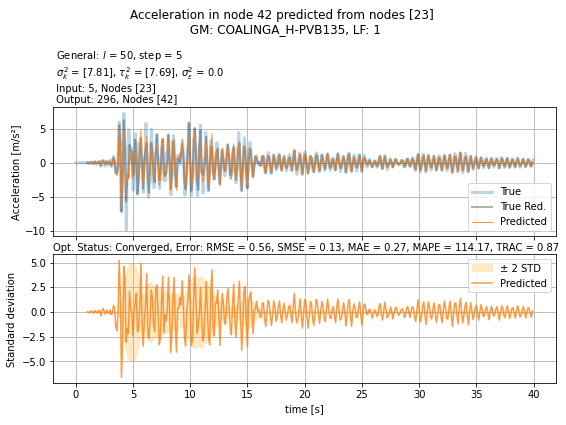 Acceleration in node 42 predicted from nodes [23]
GM: COALINGA_H-PVB135, LF: 1
General: l = 50, step = 5
σ²ₖ = [7.81], τ²ₖ = [7.69], σ²ε = 0.0
Input: 5, Nodes [23]
Output: 296, Nodes [42]
Acceleration [m/s²]
5
0
−5
−10
True
True Red.
Predicted
Opt. Status: Converged, Error: RMSE = 0.56, SMSE = 0.13, MAE = 0.27, MAPE = 114.17, TRAC = 0.87
Standard deviation
5.0
2.5
0.0
−2.5
−5.0
± 2 STD
Predicted
0 5 10 15 20 25 30 35 40
time [s]